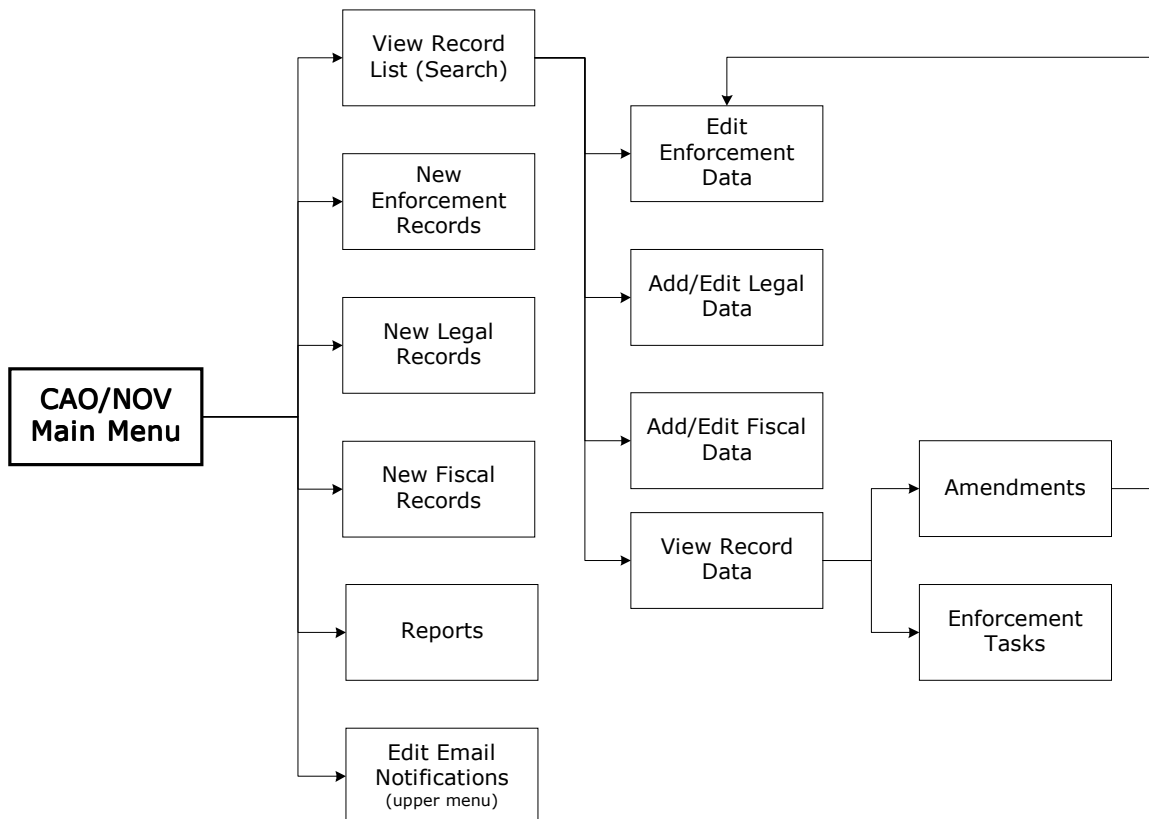 View Record
List (Search)
Edit
Enforcement
Data
New
Enforcement
Records
Add/Edit Legal
Data
New Legal
Records
CAO/NOV
Main Menu
Add/Edit Fiscal
Data
New Fiscal
Records
Amendments
View Record
Data
Reports
Enforcement
Tasks
Edit Email
Notifications
(upper menu)